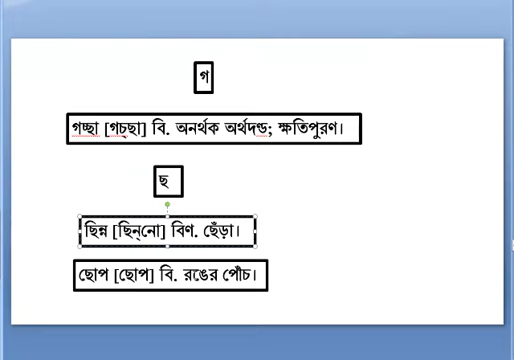 গ
গচ্ছা [গচ্‌ছা] বি. অনর্থক অর্থদন্ড; ক্ষতিপুরণ।
ছ
ছিন্ন [ছিন্‌নো] বিণ. ছেঁড়া।
ছোপ [ছোপ] বি. রঙের পোঁচ।